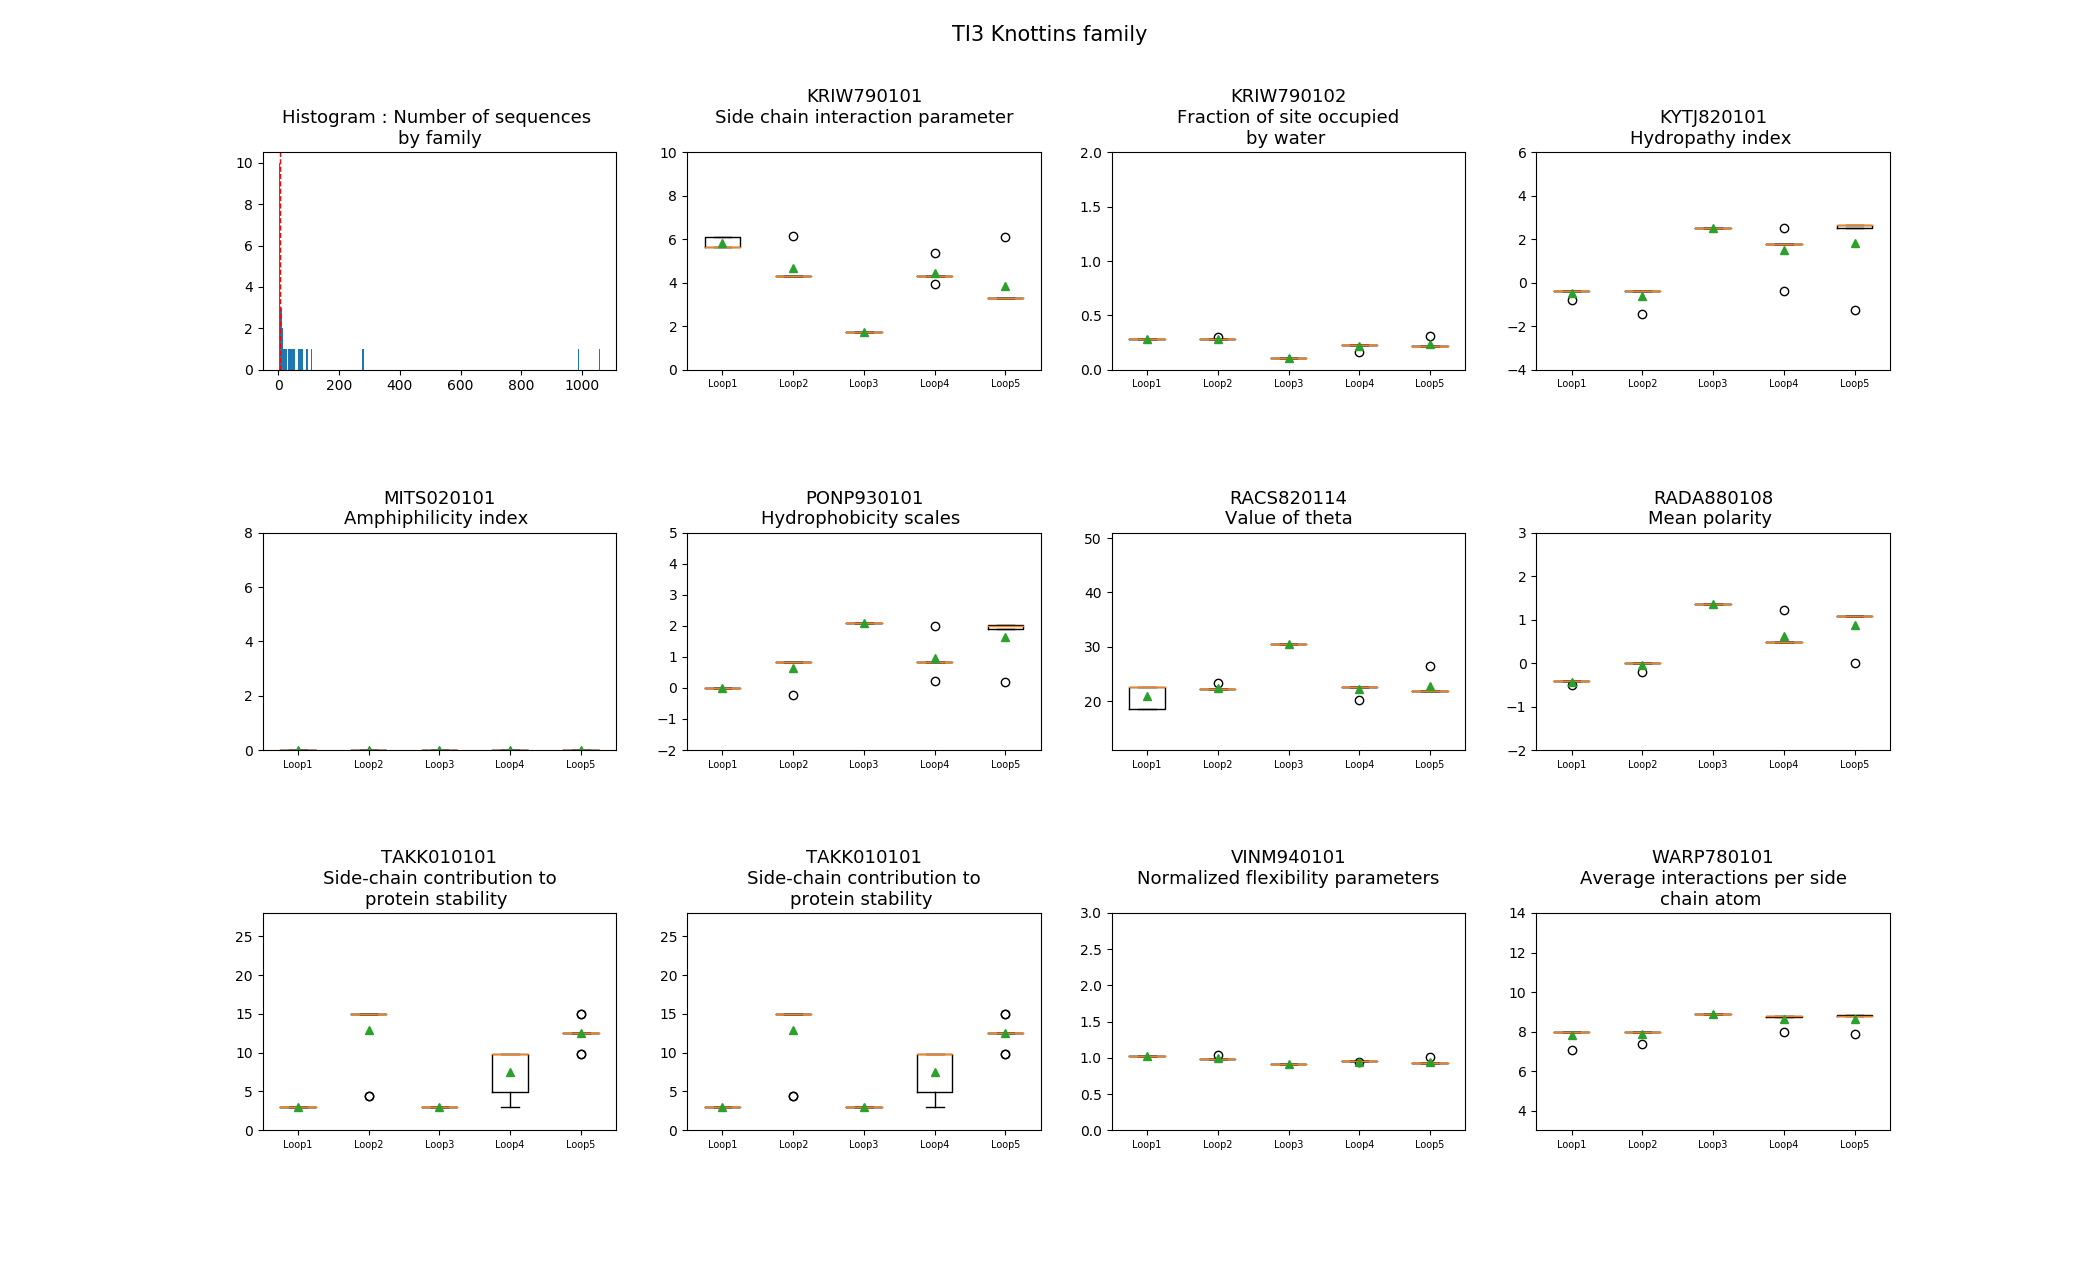 TI3 Knottins family
Histogram : Number of sequences
by family
10
8
6
4
2
0
0 200 400 600 800 1000
KRIW790101
Side chain interaction parameter
10
8
6
4
2
0
Loop1 Loop2 Loop3 Loop4 Loop5
KRIW790102
Fraction of site occupied
by water
2.0
1.5
1.0
0.5
0.0
Loop1 Loop2 Loop3 Loop4 Loop5
KYTJ820101
Hydropathy index
6
4
2
0
−2
−4
Loop1 Loop2 Loop3 Loop4 Loop5
MITS020101
Amphiphilicity index
8
6
4
2
0
Loop1 Loop2 Loop3 Loop4 Loop5
PONP930101
Hydrophobicity scales
5
4
3
2
1
0
−1
−2
Loop1 Loop2 Loop3 Loop4 Loop5
RACS820114
Value of theta
50
40
30
20
Loop1 Loop2 Loop3 Loop4 Loop5
RADA880108
Mean polarity
3
2
1
0
−1
−2
Loop1 Loop2 Loop3 Loop4 Loop5
TAKK010101
Side-chain contribution to
protein stability
25
20
15
10
5
0
Loop1 Loop2 Loop3 Loop4 Loop5
TAKK010101
Side-chain contribution to
protein stability
25
20
15
10
5
0
Loop1 Loop2 Loop3 Loop4 Loop5
VINM940101
Normalized flexibility parameters
3.0
2.5
2.0
1.5
1.0
0.5
0.0
Loop1 Loop2 Loop3 Loop4 Loop5
WARP780101
Average interactions per side
chain atom
14
12
10
8
6
4
Loop1 Loop2 Loop3 Loop4 Loop5